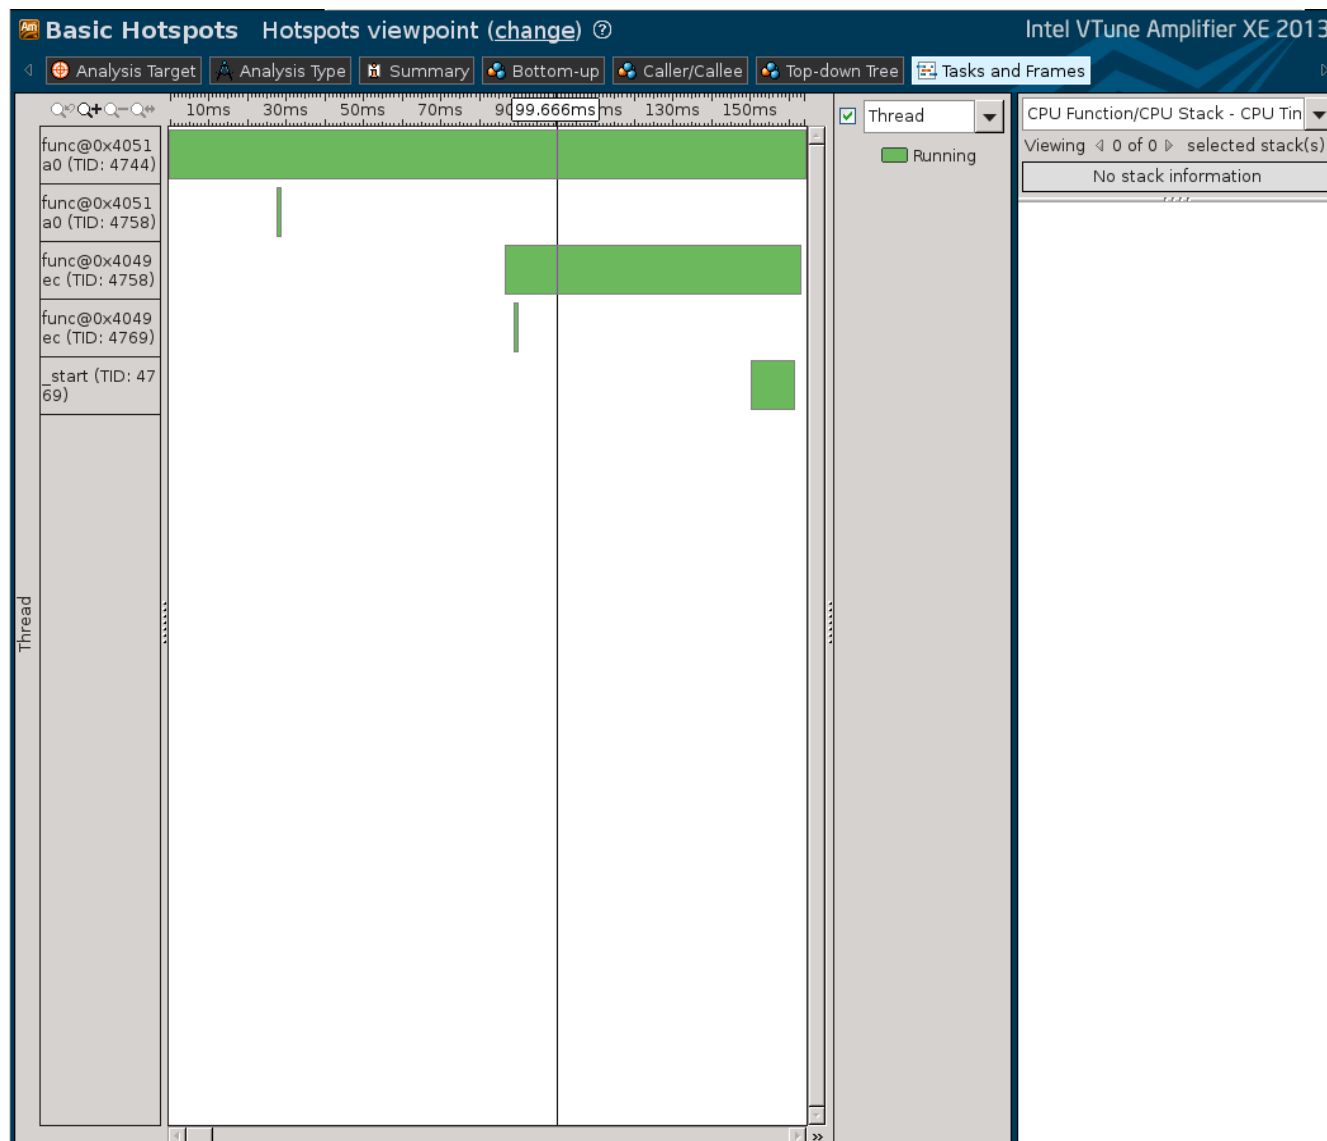 Basic Hotspots Hotspots viewpoint (change) ?
Intel VTune Amplifier XE 2013
Analysis Target
Analysis Type
Summary
Bottom-up
Caller/Callee
Top-down Tree
Tasks and Frames
10ms 30ms 50ms 70ms 90 99.666ms ms 130ms 150ms
func@0x4051
a0 (TID: 4744)
func@0x4051
a0 (TID: 4758)
func@0x4049
ec (TID: 4758)
func@0x4049
ec (TID: 4769)
_start (TID: 47
69)
Thread
Thread
Running
CPU Function/CPU Stack - CPU Tin
Viewing 0 of 0 selected stack(s)
No stack information